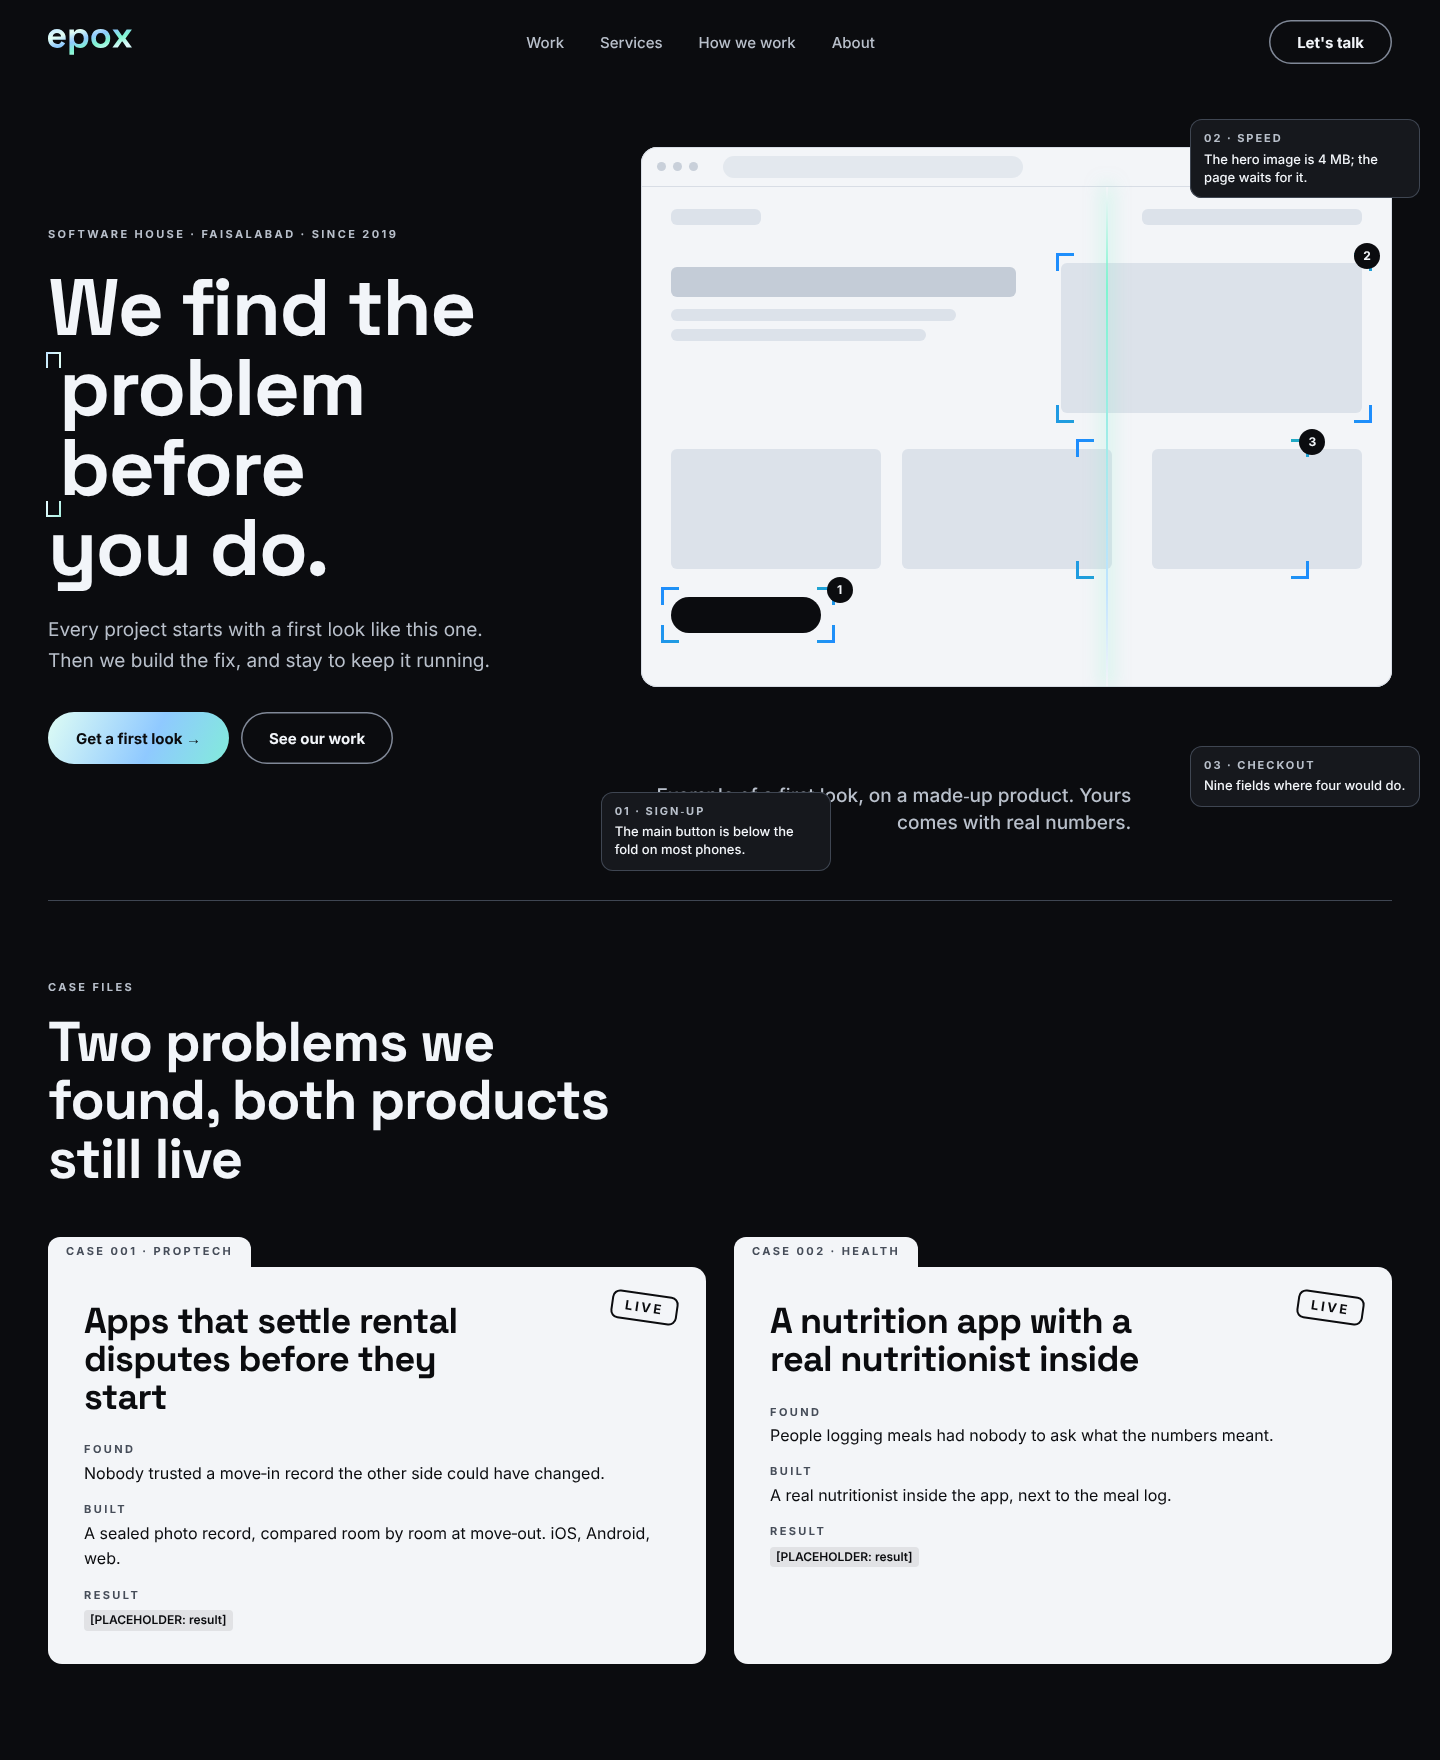 epox
Work
Services
How we work
About
Let's talk
SOFTWARE HOUSE · FAISALABAD · SINCE 2019
We find the
problem
before
you do.
Every project starts with a first look like this one.
Then we build the fix, and stay to keep it running.
Get a first look →
See our work
02 · SPEED
The hero image is 4 MB; the
page waits for it.
2
3
1
03 · CHECKOUT
Nine fields where four would do.
Example of a first look, on a made-up product. Yours
comes with real numbers.
01 · SIGN-UP
The main button is below the
fold on most phones.
CASE FILES
Two problems we
found, both products
still live
CASE 001 · PROPTECH
LIVE
Apps that settle rental
disputes before they
start
FOUND
Nobody trusted a move-in record the other side could have changed.
BUILT
A sealed photo record, compared room by room at move-out. iOS, Android,
web.
RESULT
[PLACEHOLDER: result]
CASE 002 · HEALTH
LIVE
A nutrition app with a
real nutritionist inside
FOUND
People logging meals had nobody to ask what the numbers meant.
BUILT
A real nutritionist inside the app, next to the meal log.
RESULT
[PLACEHOLDER: result]